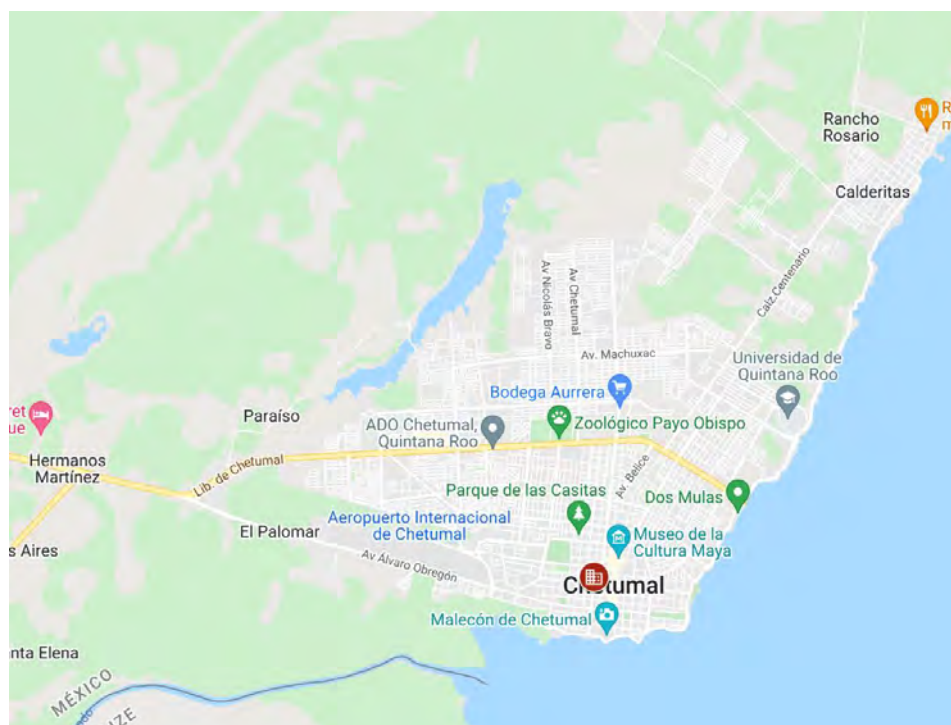 R
m
Rancho
Rosario
Calderitas
Calz. Centenario
Av Nicolás Bravo
Av Chetumal
Av. Machuxac
Universidad de
Quintana Roo
Bodega Aurrera
ret
que
Paraíso
ADO Chetumal,
Quintana Roo
Zoológico Payo Obispo
Hermanos
Martínez
Lib. de Chetumal
Av. Belice
Parque de las Casitas
Dos Mulas
Aeropuerto Internacional
de Chetumal
El Palomar
Museo de la
Cultura Maya
s Aires
Av Álvaro Obregón
Chetumal
Malecón de Chetumal
nta Elena
MÉXICO